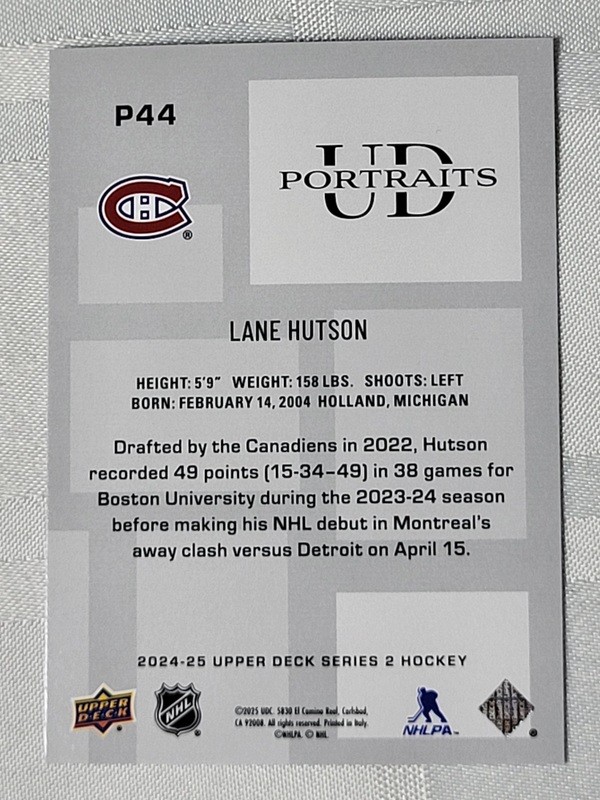 P44
UD
PORTRAITS
®
LANE HUTSON
HEIGHT: 5'9" WEIGHT: 158 LBS. SHOOTS: LEFT
BORN: FEBRUARY 14, 2004 HOLLAND, MICHIGAN
Drafted by the Canadiens in 2022, Hutson
recorded 49 points (15-34–49) in 38 games for
Boston University during the 2023-24 season
before making his NHL debut in Montreal's
away clash versus Detroit on April 15.
2024-25 UPPER DECK SERIES 2 HOCKEY
UPPER DECK
NHL
©2025 UDC. 5830 El Camino Real, Carlsbad,
CA 92008. All rights reserved. Printed in Italy.
©NHLPA. © NHL.
NHLPA™